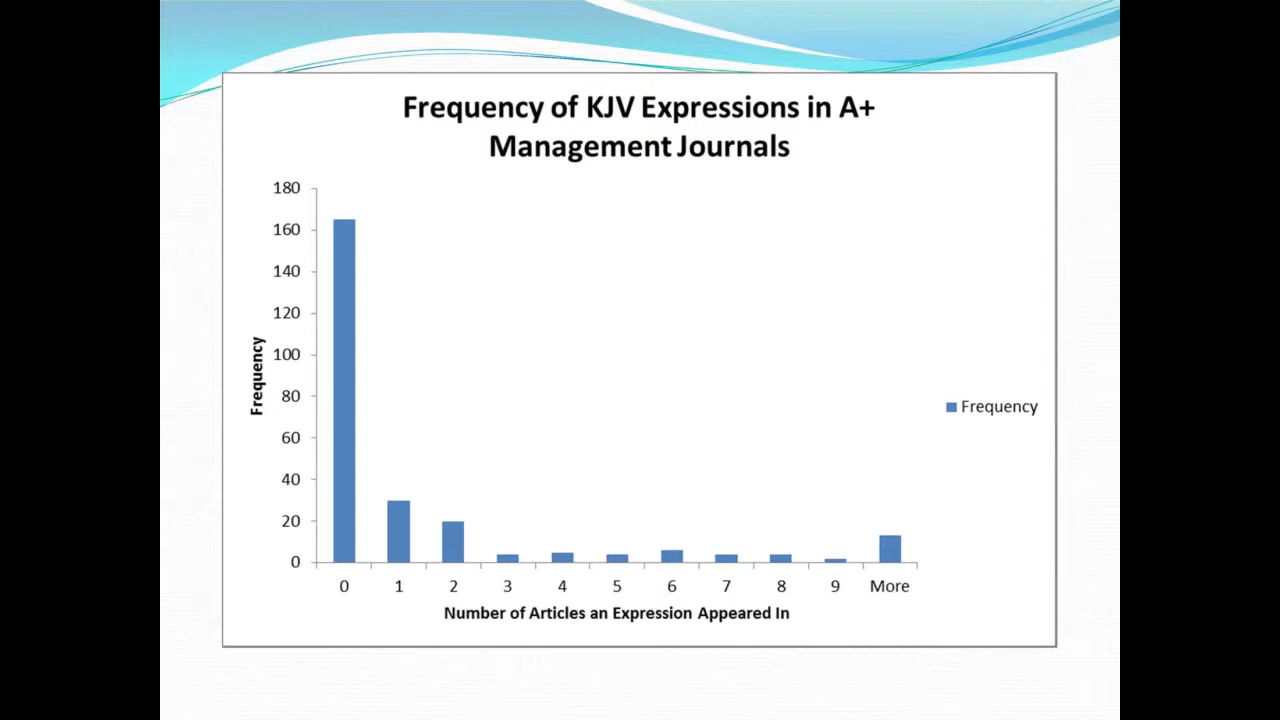 Frequency of KJV Expressions in A+
Management Journals
180
160
140
120
100
80
60
40
20
0
Frequency
0 1 2 3 4 5 6 7 8 9 More
Number of Articles an Expression Appeared In
Frequency